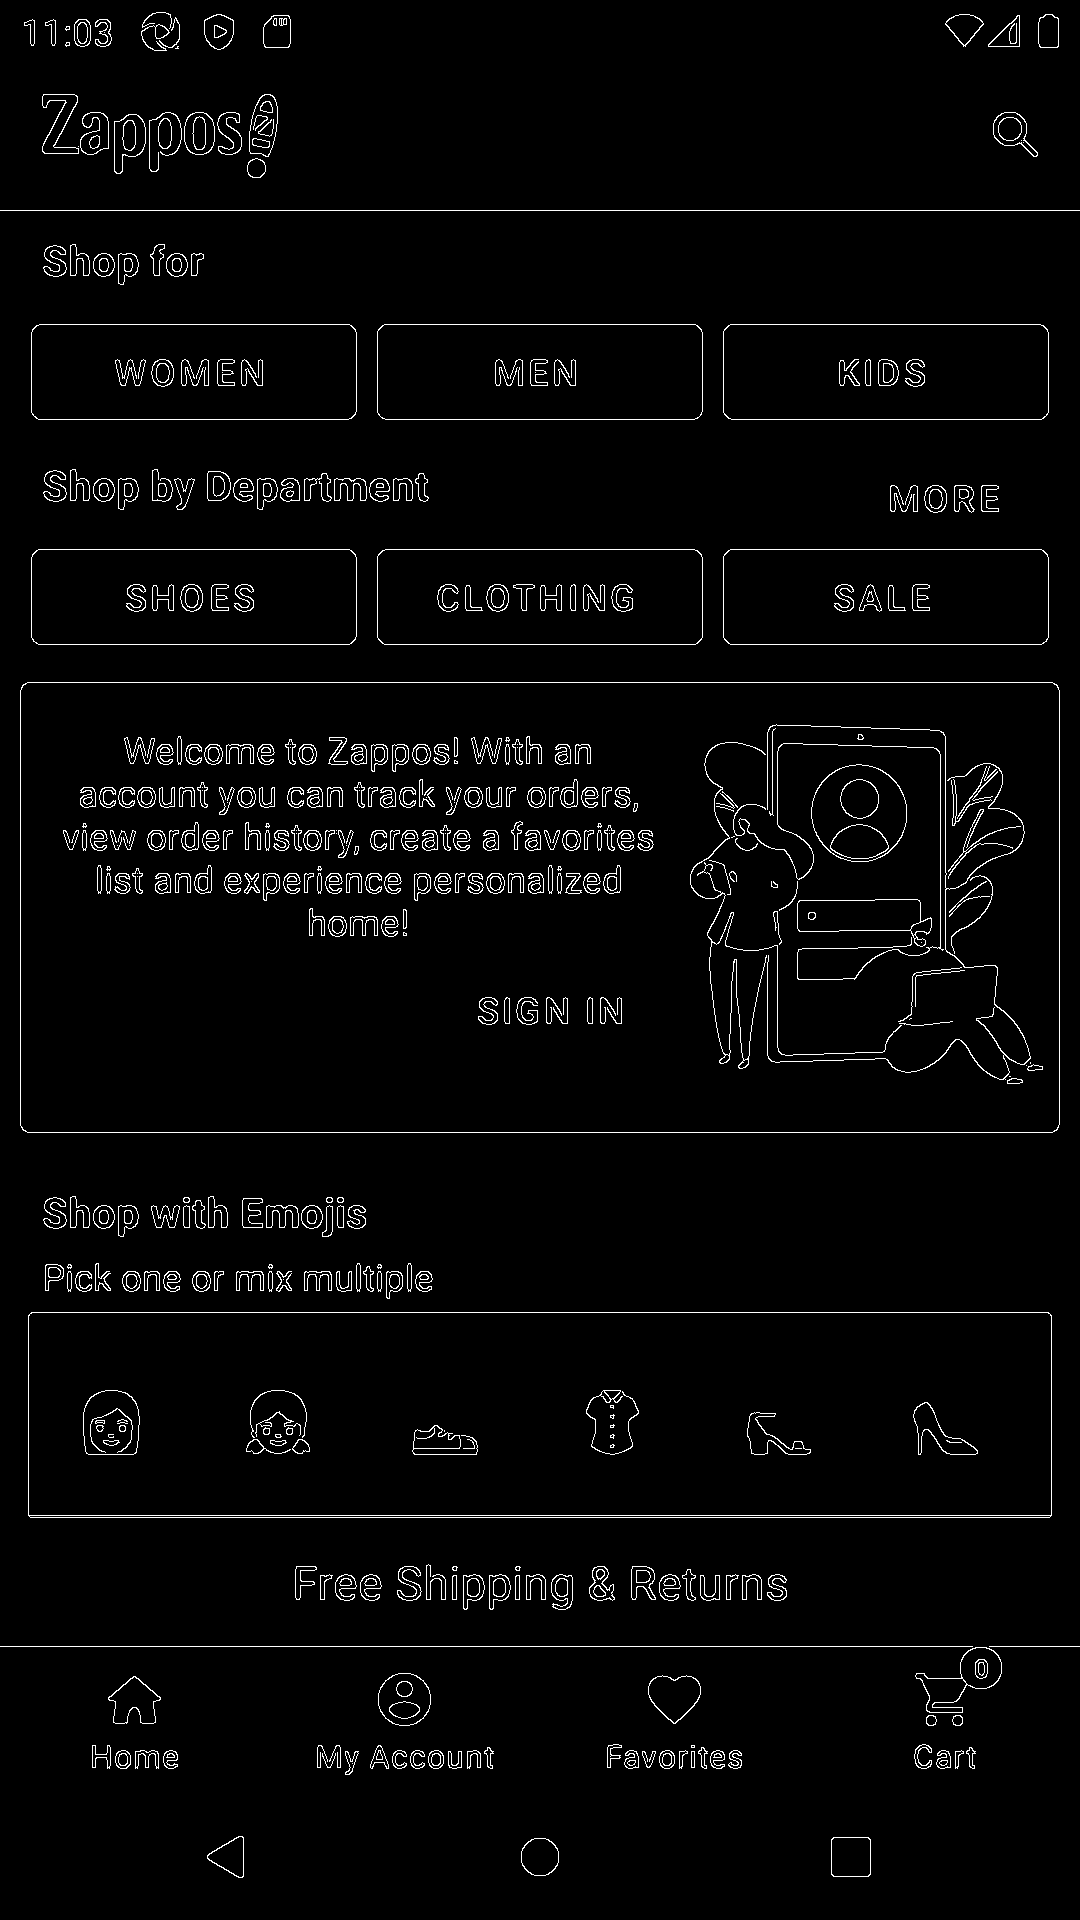 11:03
Zappos
Shop for
WOMEN MEN KIDS
Shop by Department
MORE
SHOES CLOTHING SALE
Welcome to Zappos! With an
account you can track your orders,
view order history, create a favorites
list and experience personalized
home!
SIGN IN
Shop with Emojis
Pick one or mix multiple
Free Shipping & Returns
0
Home My Account Favorites Cart